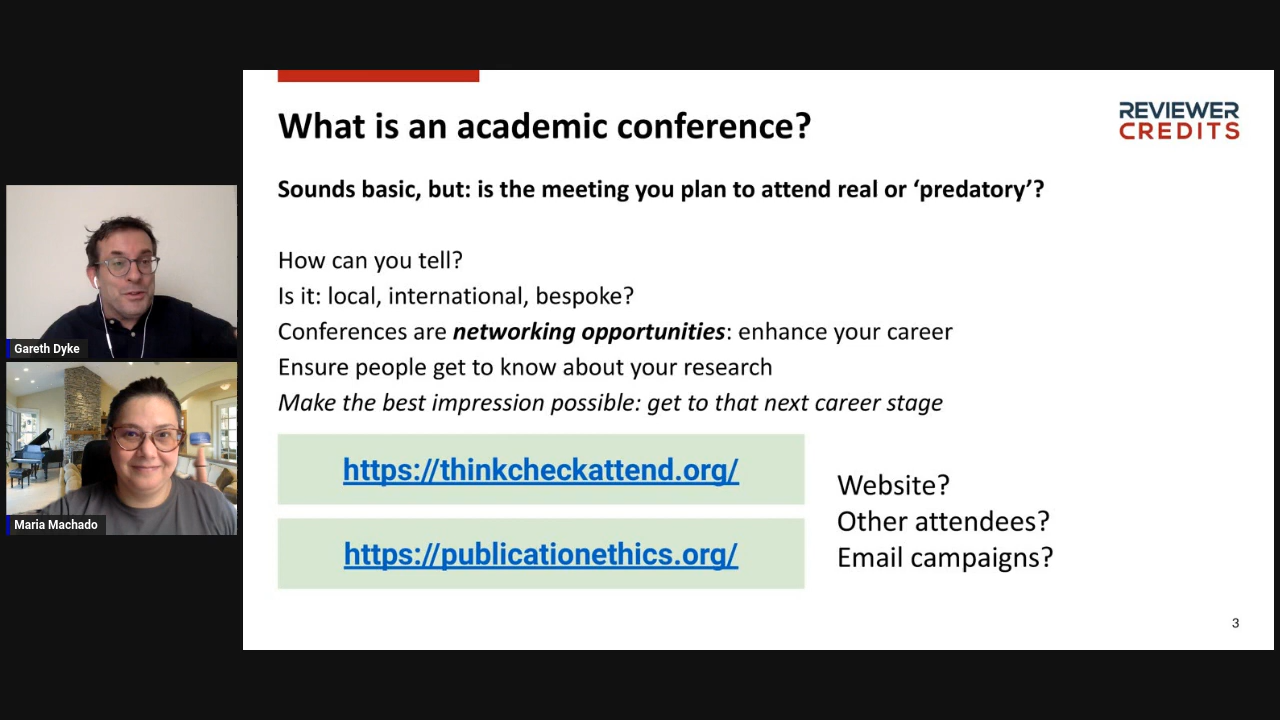 What is an academic conference?
REVIEWER
CREDITS
Sounds basic, but: is the meeting you plan to attend real or ‘predatory’?
How can you tell?
Is it: local, international, bespoke?
Conferences are networking opportunities: enhance your career
Ensure people get to know about your research
Make the best impression possible: get to that next career stage
https://thinkcheckattend.org/
https://publicationethics.org/
Website?
Other attendees?
Email campaigns?
3
Gareth Dyke
Maria Machado